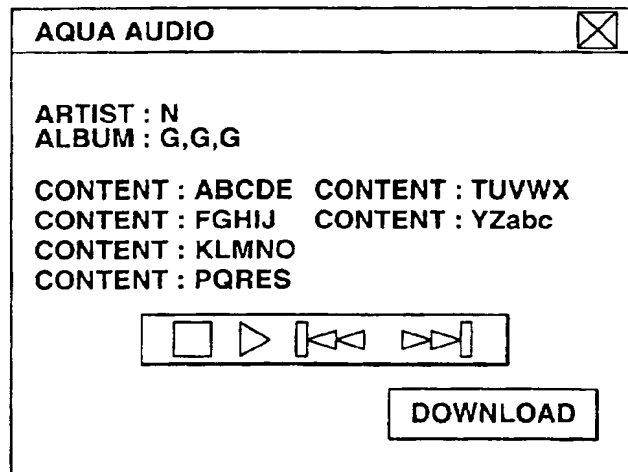 AQUA AUDIO
ARTIST : N
ALBUM : G,G,G
CONTENT : ABCDE CONTENT : TUVWX
CONTENT : FGHIJ CONTENT : YZabc
CONTENT : KLMNO
CONTENT : PQRES
DOWNLOAD